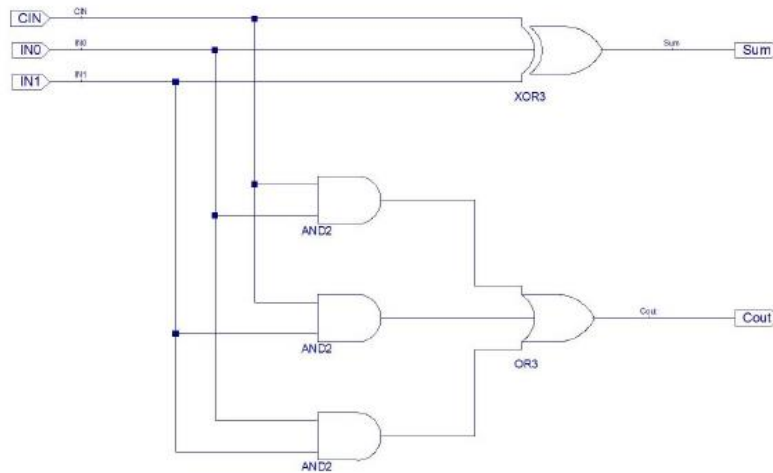 CIN
CIN
IN0
IN0
Sum
Sum
IN1
IN1
XOR3
AND2
Cout
Cout
AND2
OR3
AND2